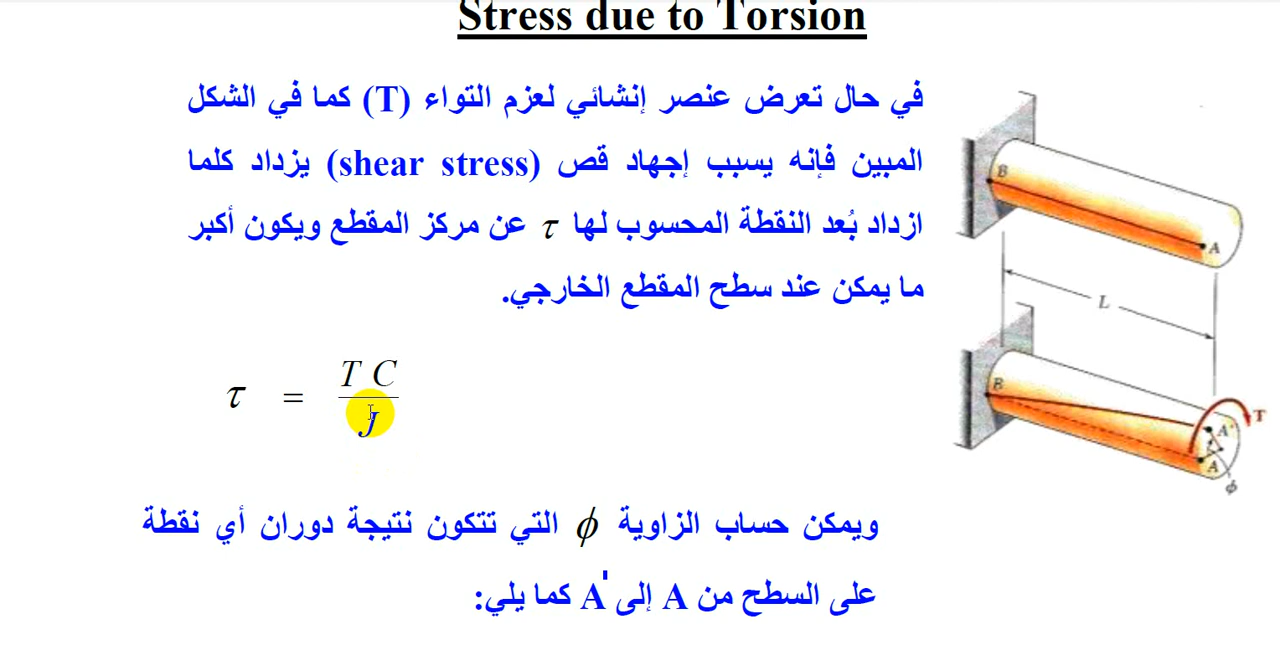 Stress due to Torsion
في حال تعرض عنصر إنشائي لعزم التواء (T) كما في الشكل
المبين فإنه يسبب إجهاد قص (shear stress) يزداد كلما
ازداد بُعد النقطة المحسوب لها τ عن مركز المقطع ويكون أكبر
ما يمكن عند سطح المقطع الخارجي.
B
A
L
B
T
A'
A
ϕ
τ = T C / J
ويمكن حساب الزاوية ϕ التي تتكون نتيجة دوران أي نقطة
على السطح من A إلى A' كما يلي: